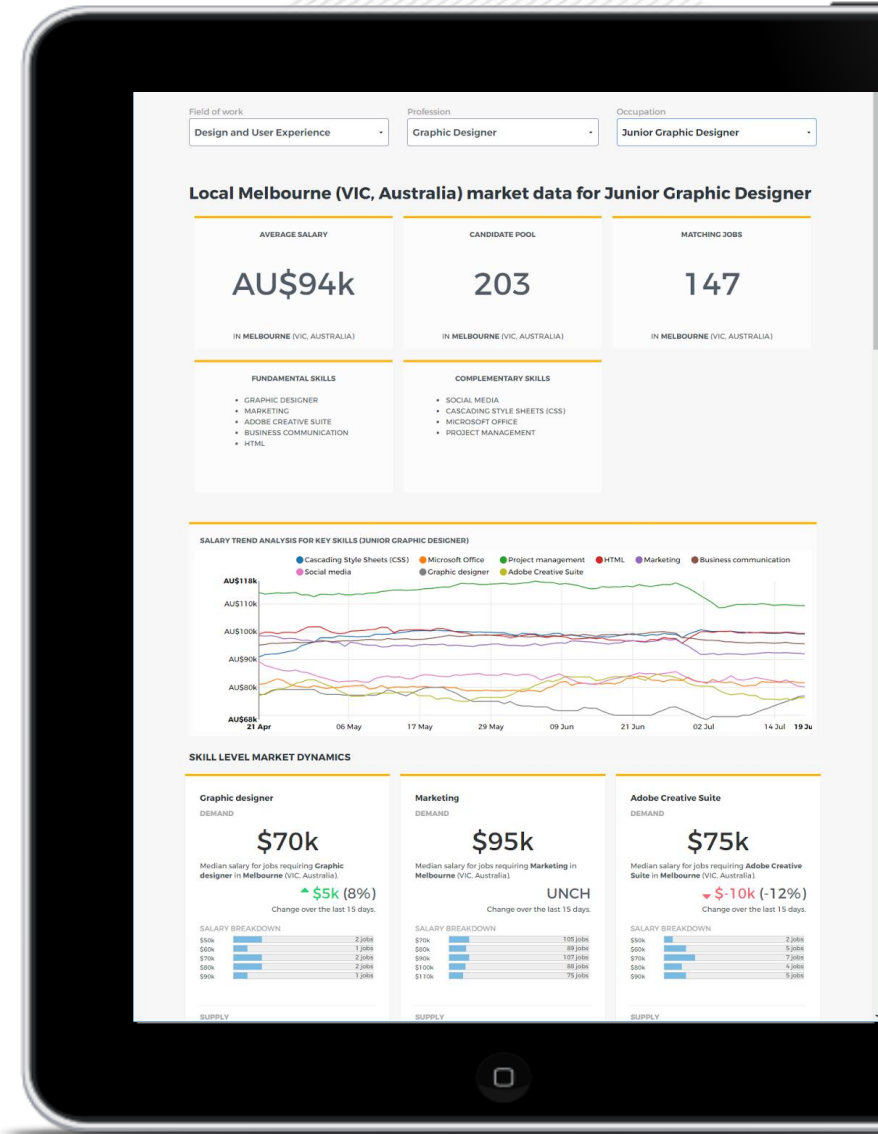 Field of work
Profession
Occupation
Design and User Experience
Graphic Designer
Junior Graphic Designer
Local Melbourne (VIC, Australia) market data for Junior Graphic Designer
AVERAGE SALARY
AU$94k
IN MELBOURNE (VIC, AUSTRALIA)
CANDIDATE POOL
203
IN MELBOURNE (VIC, AUSTRALIA)
MATCHING JOBS
147
IN MELBOURNE (VIC, AUSTRALIA)
FUNDAMENTAL SKILLS
• GRAPHIC DESIGNER
• MARKETING
• ADOBE CREATIVE SUITE
• BUSINESS COMMUNICATION
• HTML
COMPLEMENTARY SKILLS
• SOCIAL MEDIA
• CASCADING STYLE SHEETS (CSS)
• MICROSOFT OFFICE
• PROJECT MANAGEMENT
SALARY TREND ANALYSIS FOR KEY SKILLS (JUNIOR GRAPHIC DESIGNER)
Cascading Style Sheets (CSS) Microsoft Office Project management HTML Marketing Business communication
Social media Graphic designer Adobe Creative Suite
AU$118k
AU$110k
AU$100k
AU$90k
AU$80k
AU$68k
21 Apr 06 May 17 May 29 May 09 Jun 21 Jun 02 Jul 14 Jul 19 Ju
SKILL LEVEL MARKET DYNAMICS
Graphic designer
DEMAND
$70k
Median salary for jobs requiring Graphic
designer in Melbourne (VIC, Australia).
$5k (8%)
Change over the last 15 days.
SALARY BREAKDOWN
$50k 2 jobs
$60k 1 jobs
$70k 2 jobs
$80k 2 jobs
$90k 1 jobs
SUPPLY
Marketing
DEMAND
$95k
Median salary for jobs requiring Marketing in
Melbourne (VIC, Australia).
UNCH
Change over the last 15 days.
SALARY BREAKDOWN
$70k 105 jobs
$80k 89 jobs
$90k 107 jobs
$100k 88 jobs
$110k 75 jobs
SUPPLY
Adobe Creative Suite
DEMAND
$75k
Median salary for jobs requiring Adobe Creative
Suite in Melbourne (VIC, Australia).
$-10k (-12%)
Change over the last 15 days.
SALARY BREAKDOWN
$50k 2 jobs
$60k 5 jobs
$70k 7 jobs
$80k 4 jobs
$90k 5 jobs
SUPPLY